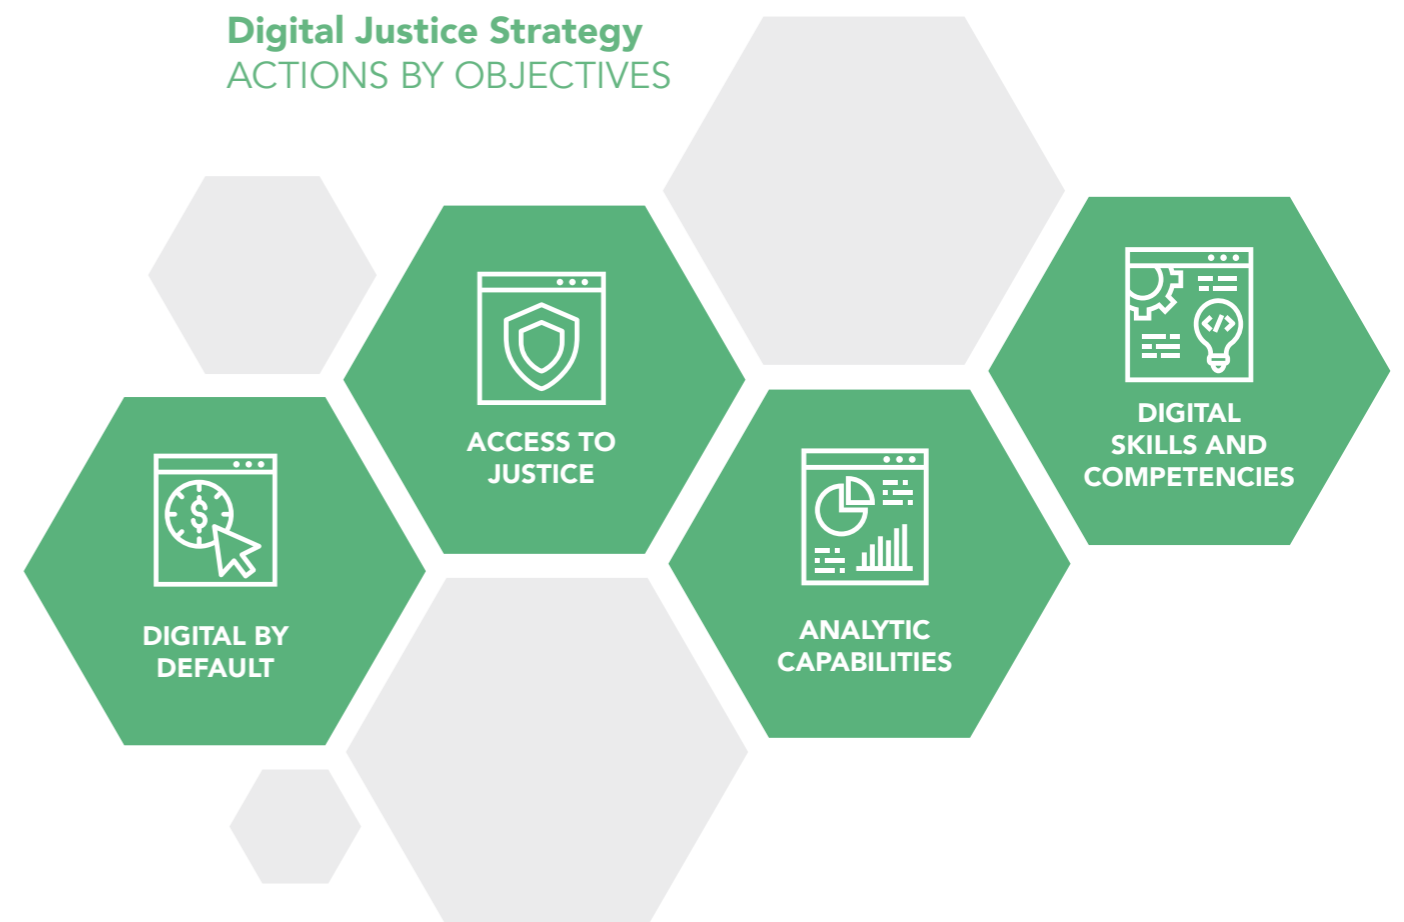 Digital Justice Strategy
ACTIONS BY OBJECTIVES
DIGITAL BY
DEFAULT
ACCESS TO
JUSTICE
ANALYTIC
CAPABILITIES
DIGITAL
SKILLS AND
COMPETENCIES